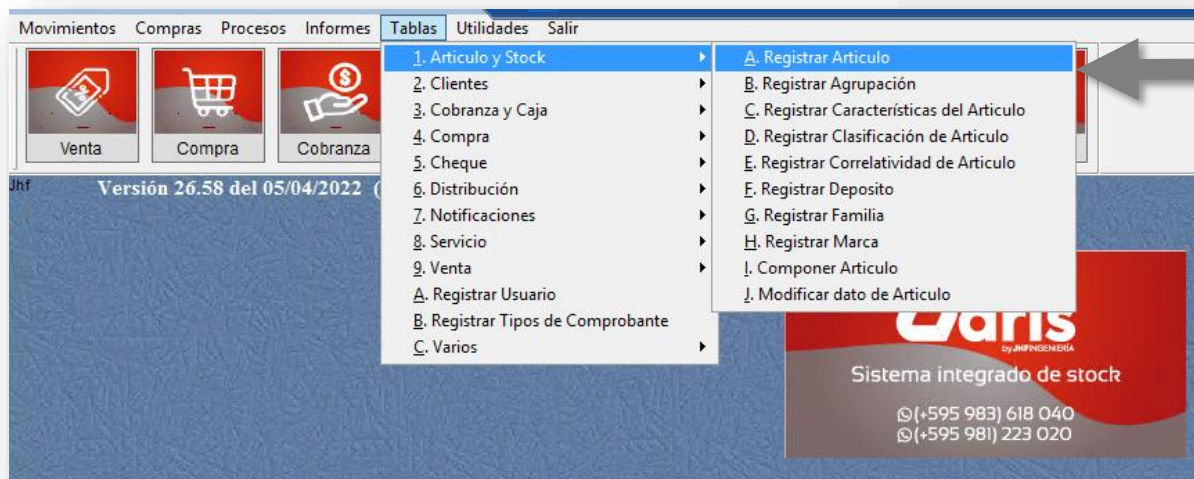 Movimientos Compras Procesos Informes Tablas Utilidades Salir
Venta Compra Cobranza
Jhf Versión 26.58 del 05/04/2022 (
1. Articulo y Stock
2. Clientes
3. Cobranza y Caja
4. Compra
5. Cheque
6. Distribución
7. Notificaciones
8. Servicio
9. Venta
A. Registrar Usuario
B. Registrar Tipos de Comprobante
C. Varios
A. Registrar Articulo
B. Registrar Agrupación
C. Registrar Características del Articulo
D. Registrar Clasificación de Articulo
E. Registrar Correlatividad de Articulo
F. Registrar Deposito
G. Registrar Familia
H. Registrar Marca
I. Componer Articulo
J. Modificar dato de Articulo
by JHF INGENIERÍA
Sistema integrado de stock
(+595 983) 618 040
(+595 981) 223 020